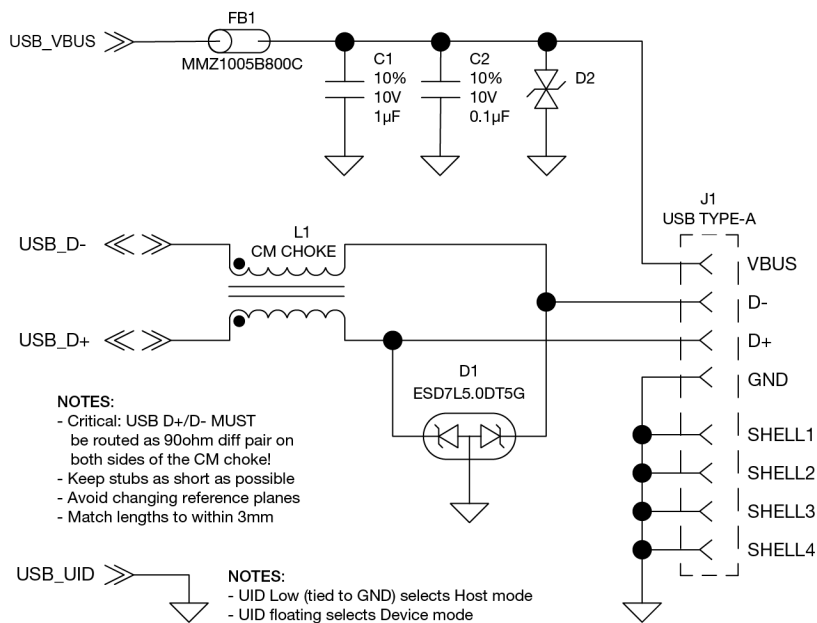 FB1
USB_VBUS
MMZ1005B800C
C1
10%
10V
1µF
C2
10%
10V
0.1µF
D2
J1
USB TYPE-A
L1
CM CHOKE
USB_D-
USB_D+
VBUS
D-
D+
GND
SHELL1
SHELL2
SHELL3
SHELL4
D1
ESD7L5.0DT5G
NOTES:
- Critical: USB D+/D- MUST
be routed as 90ohm diff pair on
both sides of the CM choke!
- Keep stubs as short as possible
- Avoid changing reference planes
- Match lengths to within 3mm
USB_UID
NOTES:
- UID Low (tied to GND) selects Host mode
- UID floating selects Device mode